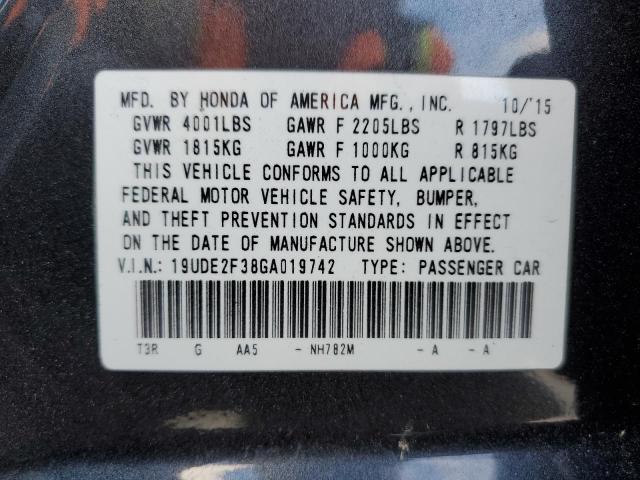 MFD. BY HONDA OF AMERICA MFG., INC. 10/'15
GVWR 4001LBS GAWR F 2205LBS R 1797LBS
GVWR 1815KG GAWR F 1000KG R 815KG
THIS VEHICLE CONFORMS TO ALL APPLICABLE
FEDERAL MOTOR VEHICLE SAFETY, BUMPER,
AND THEFT PREVENTION STANDARDS IN EFFECT
ON THE DATE OF MANUFACTURE SHOWN ABOVE.
V.I.N.: 19UDE2F38GA019742 TYPE: PASSENGER CAR
T3R G AA5 - NH782M - A - A